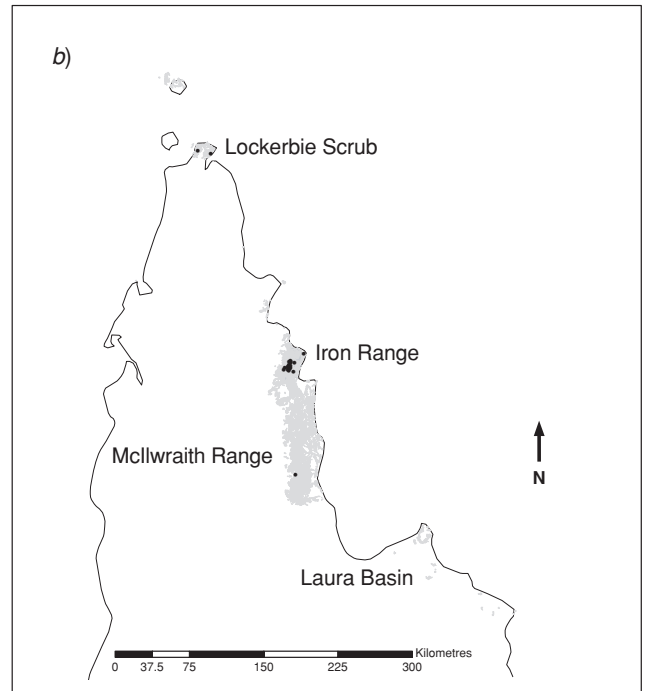 b)
Lockerbie Scrub
Iron Range
McIlwraith Range
N
Laura Basin
Kilometres
0 37.5 75 150 225 300